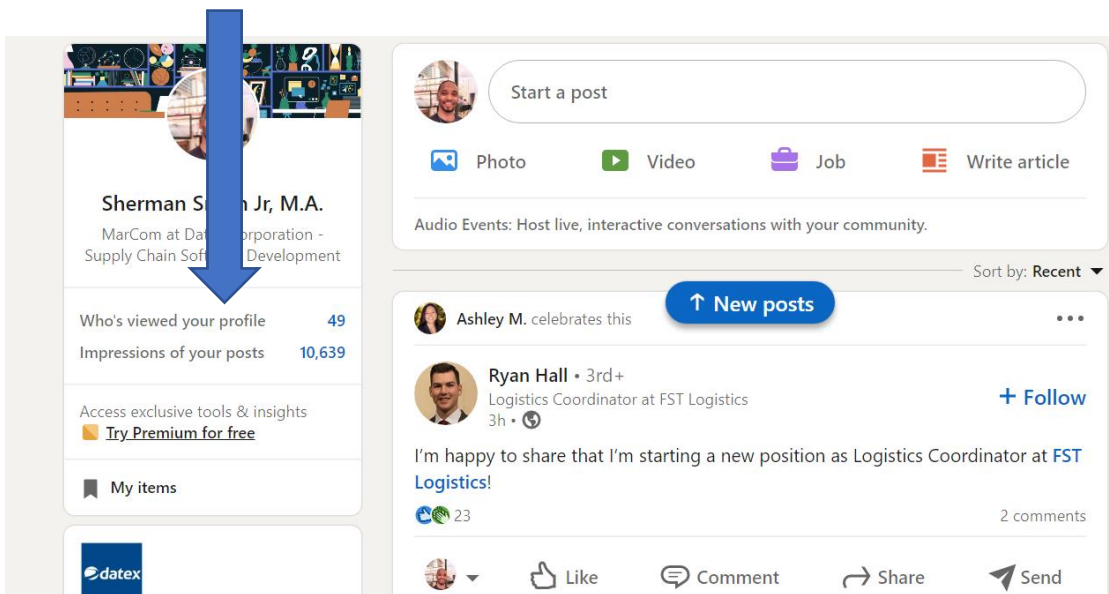 Sherman Jr, M.A.
MarCom at Corporation -
Supply Chain Development
Who's viewed your profile 49
Impressions of your posts 10,639
Access exclusive tools & insights
Try Premium for free
My items
datex
Start a post
Photo Video Job Write article
Audio Events: Host live, interactive conversations with your community.
Sort by: Recent
↑ New posts
Ashley M. celebrates this
Ryan Hall • 3rd+
Logistics Coordinator at FST Logistics
3h •
+ Follow
I'm happy to share that I'm starting a new position as Logistics Coordinator at FST
Logistics!
23 2 comments
Like Comment Share Send